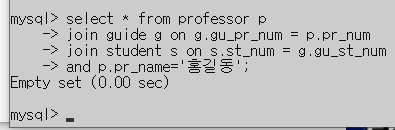 mysql> select * from professor p
-> join guide g on g.gu_pr_num = p.pr_num
-> join student s on s.st_num = g.gu_st_num
-> and p.pr_name='홍길동';
Empty set (0.00 sec)
mysql>